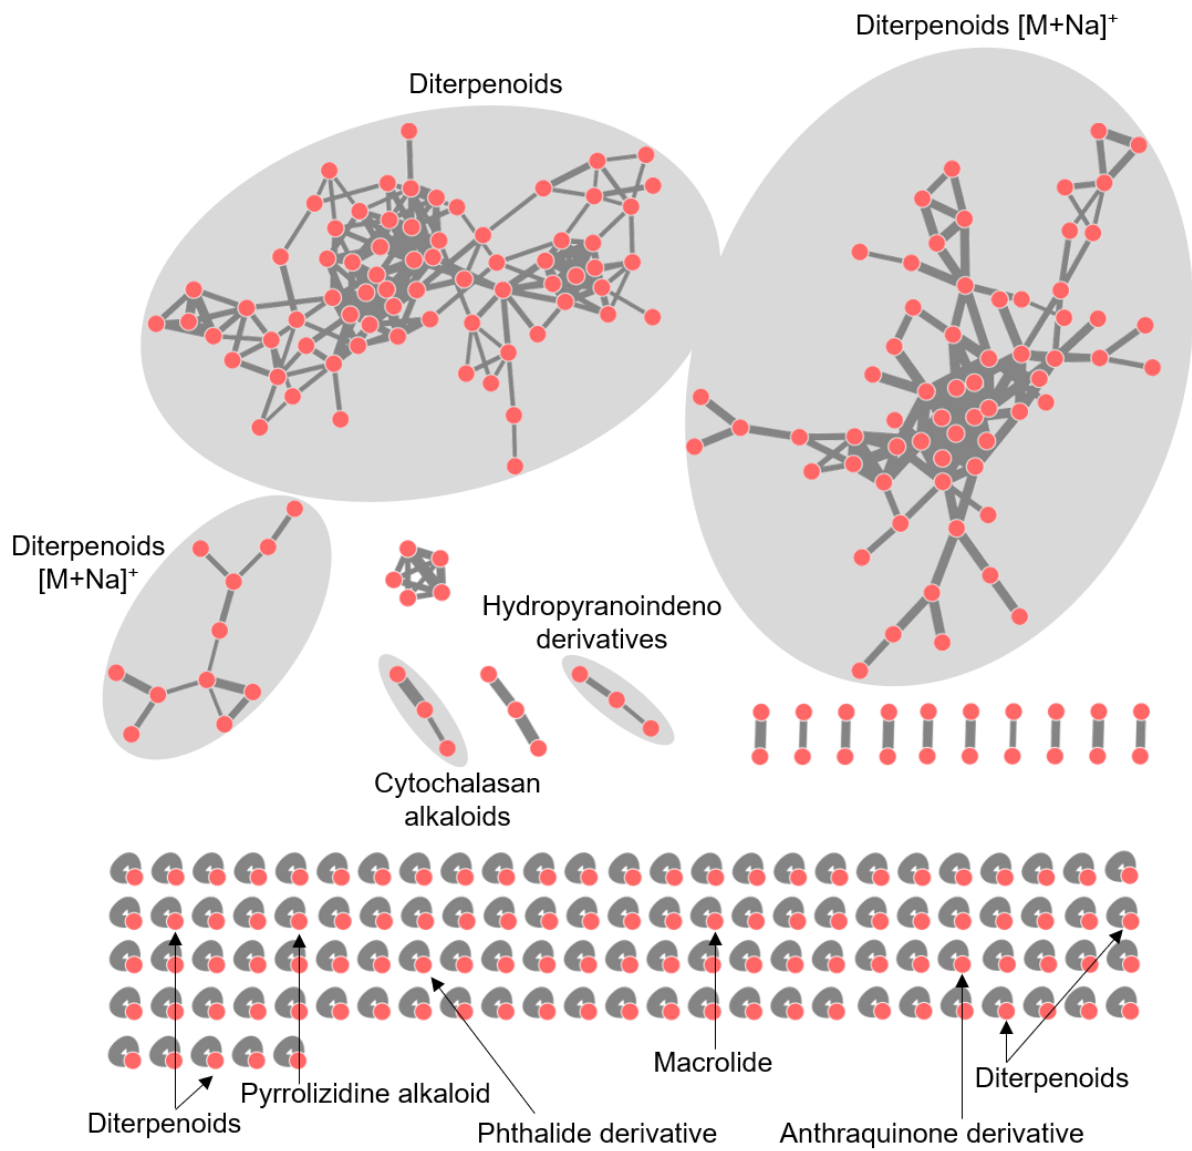 Diterpenoids [M+Na]⁺
Diterpenoids
Diterpenoids
[M+Na]⁺
Hydropyranoindeno
derivatives
Cytochalasan
alkaloids
Macrolide
Diterpenoids
Pyrrolizidine alkaloid
Diterpenoids
Phthalide derivative
Anthraquinone derivative